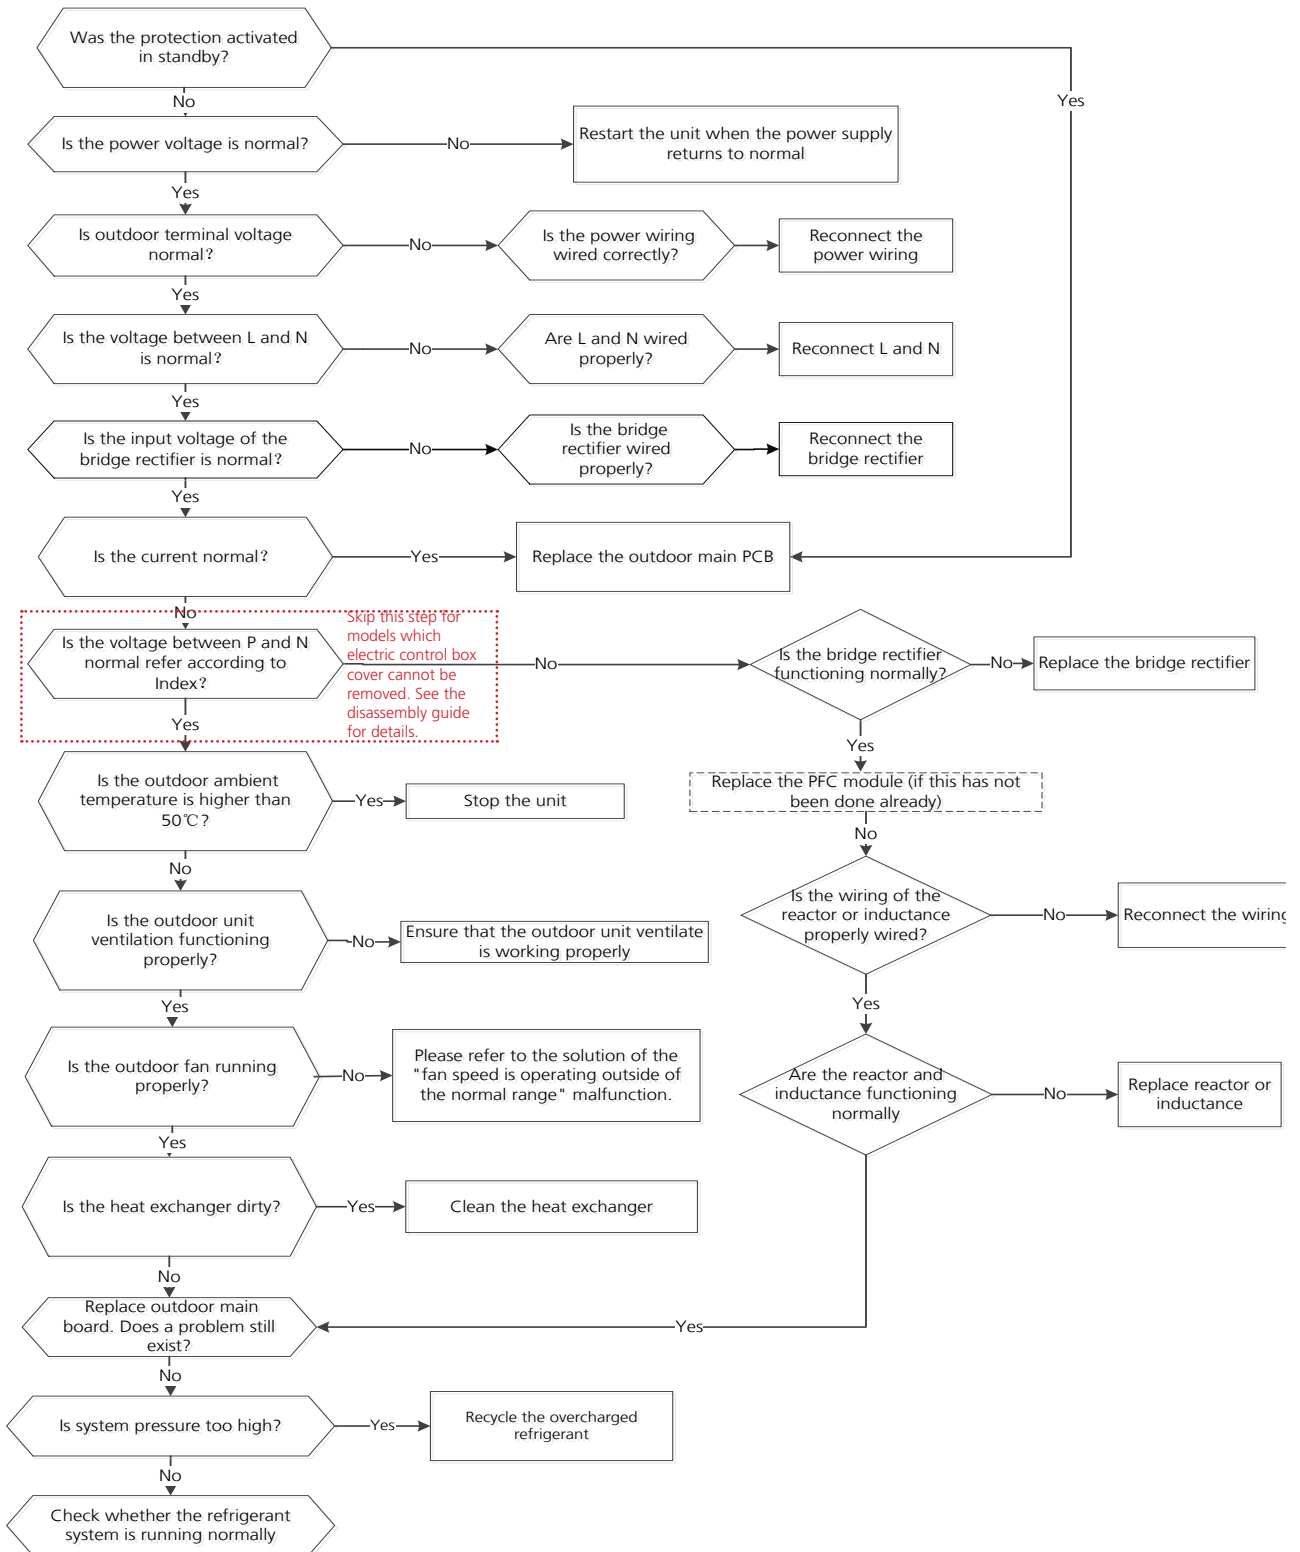 Was the protection activated
in standby?
Yes
No
Is the power voltage is normal?
No
Restart the unit when the power supply
returns to normal
Yes
Is outdoor terminal voltage
normal?
No
Is the power wiring
wired correctly?
Reconnect the
power wiring
Yes
Is the voltage between L and N
is normal?
No
Are L and N wired
properly?
Reconnect L and N
Yes
Is the input voltage of the
bridge rectifier is normal?
No
Is the bridge
rectifier wired
properly?
Reconnect the
bridge rectifier
Yes
Is the current normal?
Yes
Replace the outdoor main PCB
No
Is the voltage between P and N
normal refer according to
Index?
Skip this step for
models which
electric control box
cover cannot be
removed. See the
disassembly guide
for details.
No
Is the bridge rectifier
functioning normally?
No
Replace the bridge rectifier
Yes
Yes
Is the outdoor ambient
temperature is higher than
50℃?
Yes
Stop the unit
Replace the PFC module (if this has not
been done already)
No
No
Is the outdoor unit
ventilation functioning
properly?
No
Ensure that the outdoor unit ventilate
is working properly
Is the wiring of the
reactor or inductance
properly wired?
No
Reconnect the wiring
Yes
Yes
Is the outdoor fan running
properly?
No
Please refer to the solution of the
"fan speed is operating outside of
the normal range" malfunction.
Are the reactor and
inductance functioning
normally
No
Replace reactor or
inductance
Yes
Is the heat exchanger dirty?
Yes
Clean the heat exchanger
No
Replace outdoor main
board. Does a problem still
exist?
Yes
No
Is system pressure too high?
Yes
Recycle the overcharged
refrigerant
No
Check whether the refrigerant
system is running normally